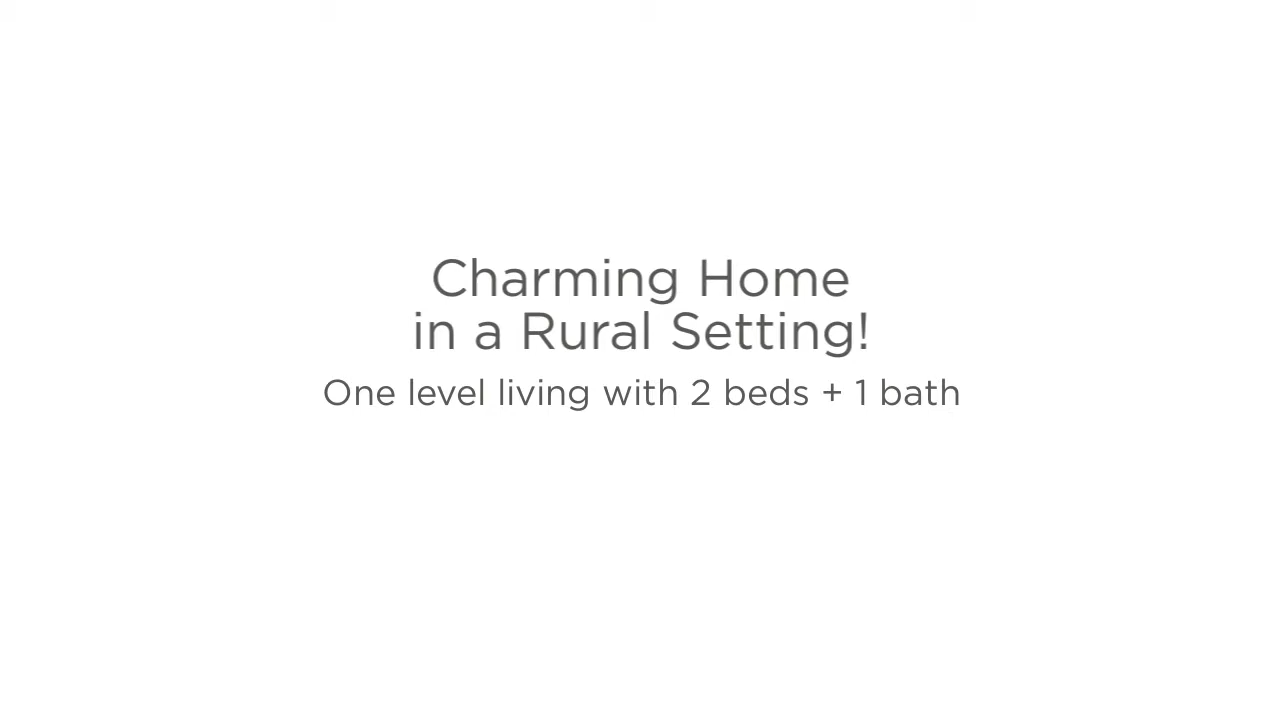 Charming Home
in a Rural Setting!
One level living with 2 beds + 1 bath